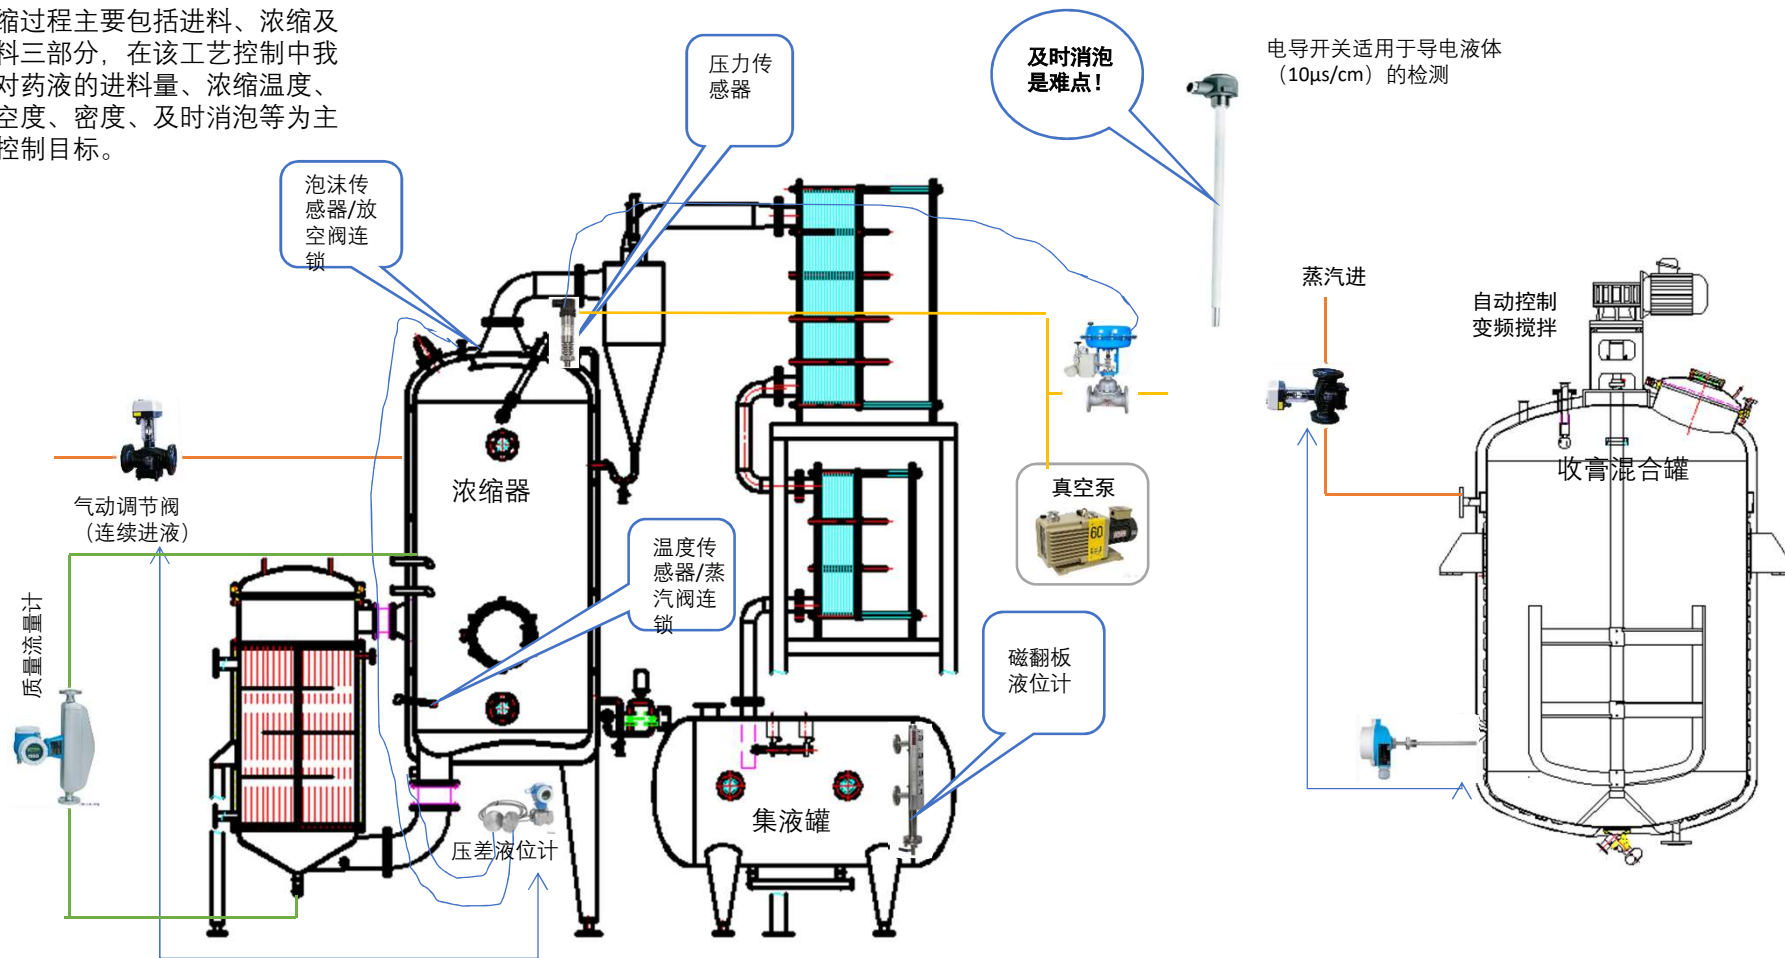 缩过程主要包括进料、浓缩及
料三部分，在该工艺控制中我
对药液的进料量、浓缩温度、
空度、密度、及时消泡等为主
控制目标。
压力传
感器
及时消泡
是难点！
电导开关适用于导电液体
（10μs/cm）的检测
泡沫传
感器/放
空阀连
锁
蒸汽进
自动控制
变频搅拌
浓缩器
收膏混合罐
气动调节阀
（连续进液）
真空泵
60
温度传
感器/蒸
汽阀连
锁
质量流量计
磁翻板
液位计
集液罐
压差液位计